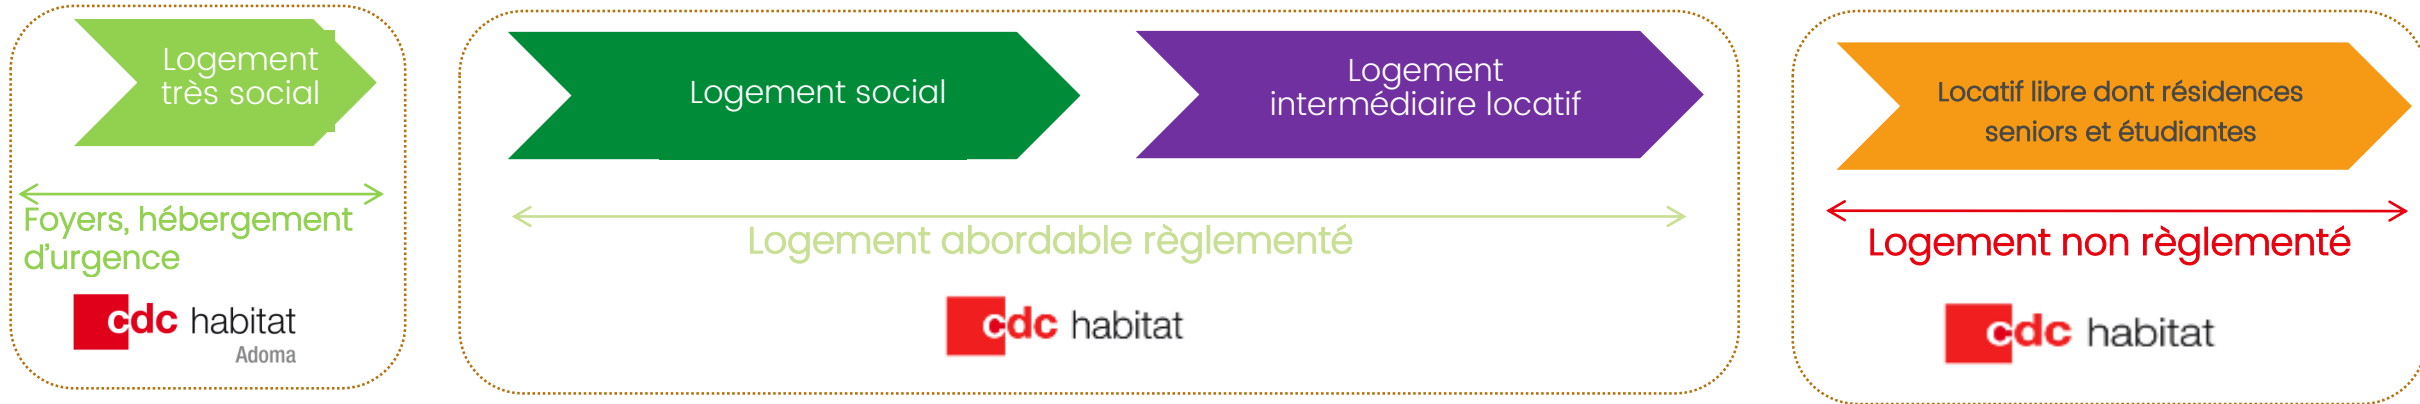 Logement
très social
Foyers, hébergement
d'urgence
cdc habitat
Adoma
Logement social
Logement
intermédiaire locatif
Logement abordable règlementé
cdc habitat
Locatif libre dont résidences
seniors et étudiantes
Logement non règlementé
cdc habitat